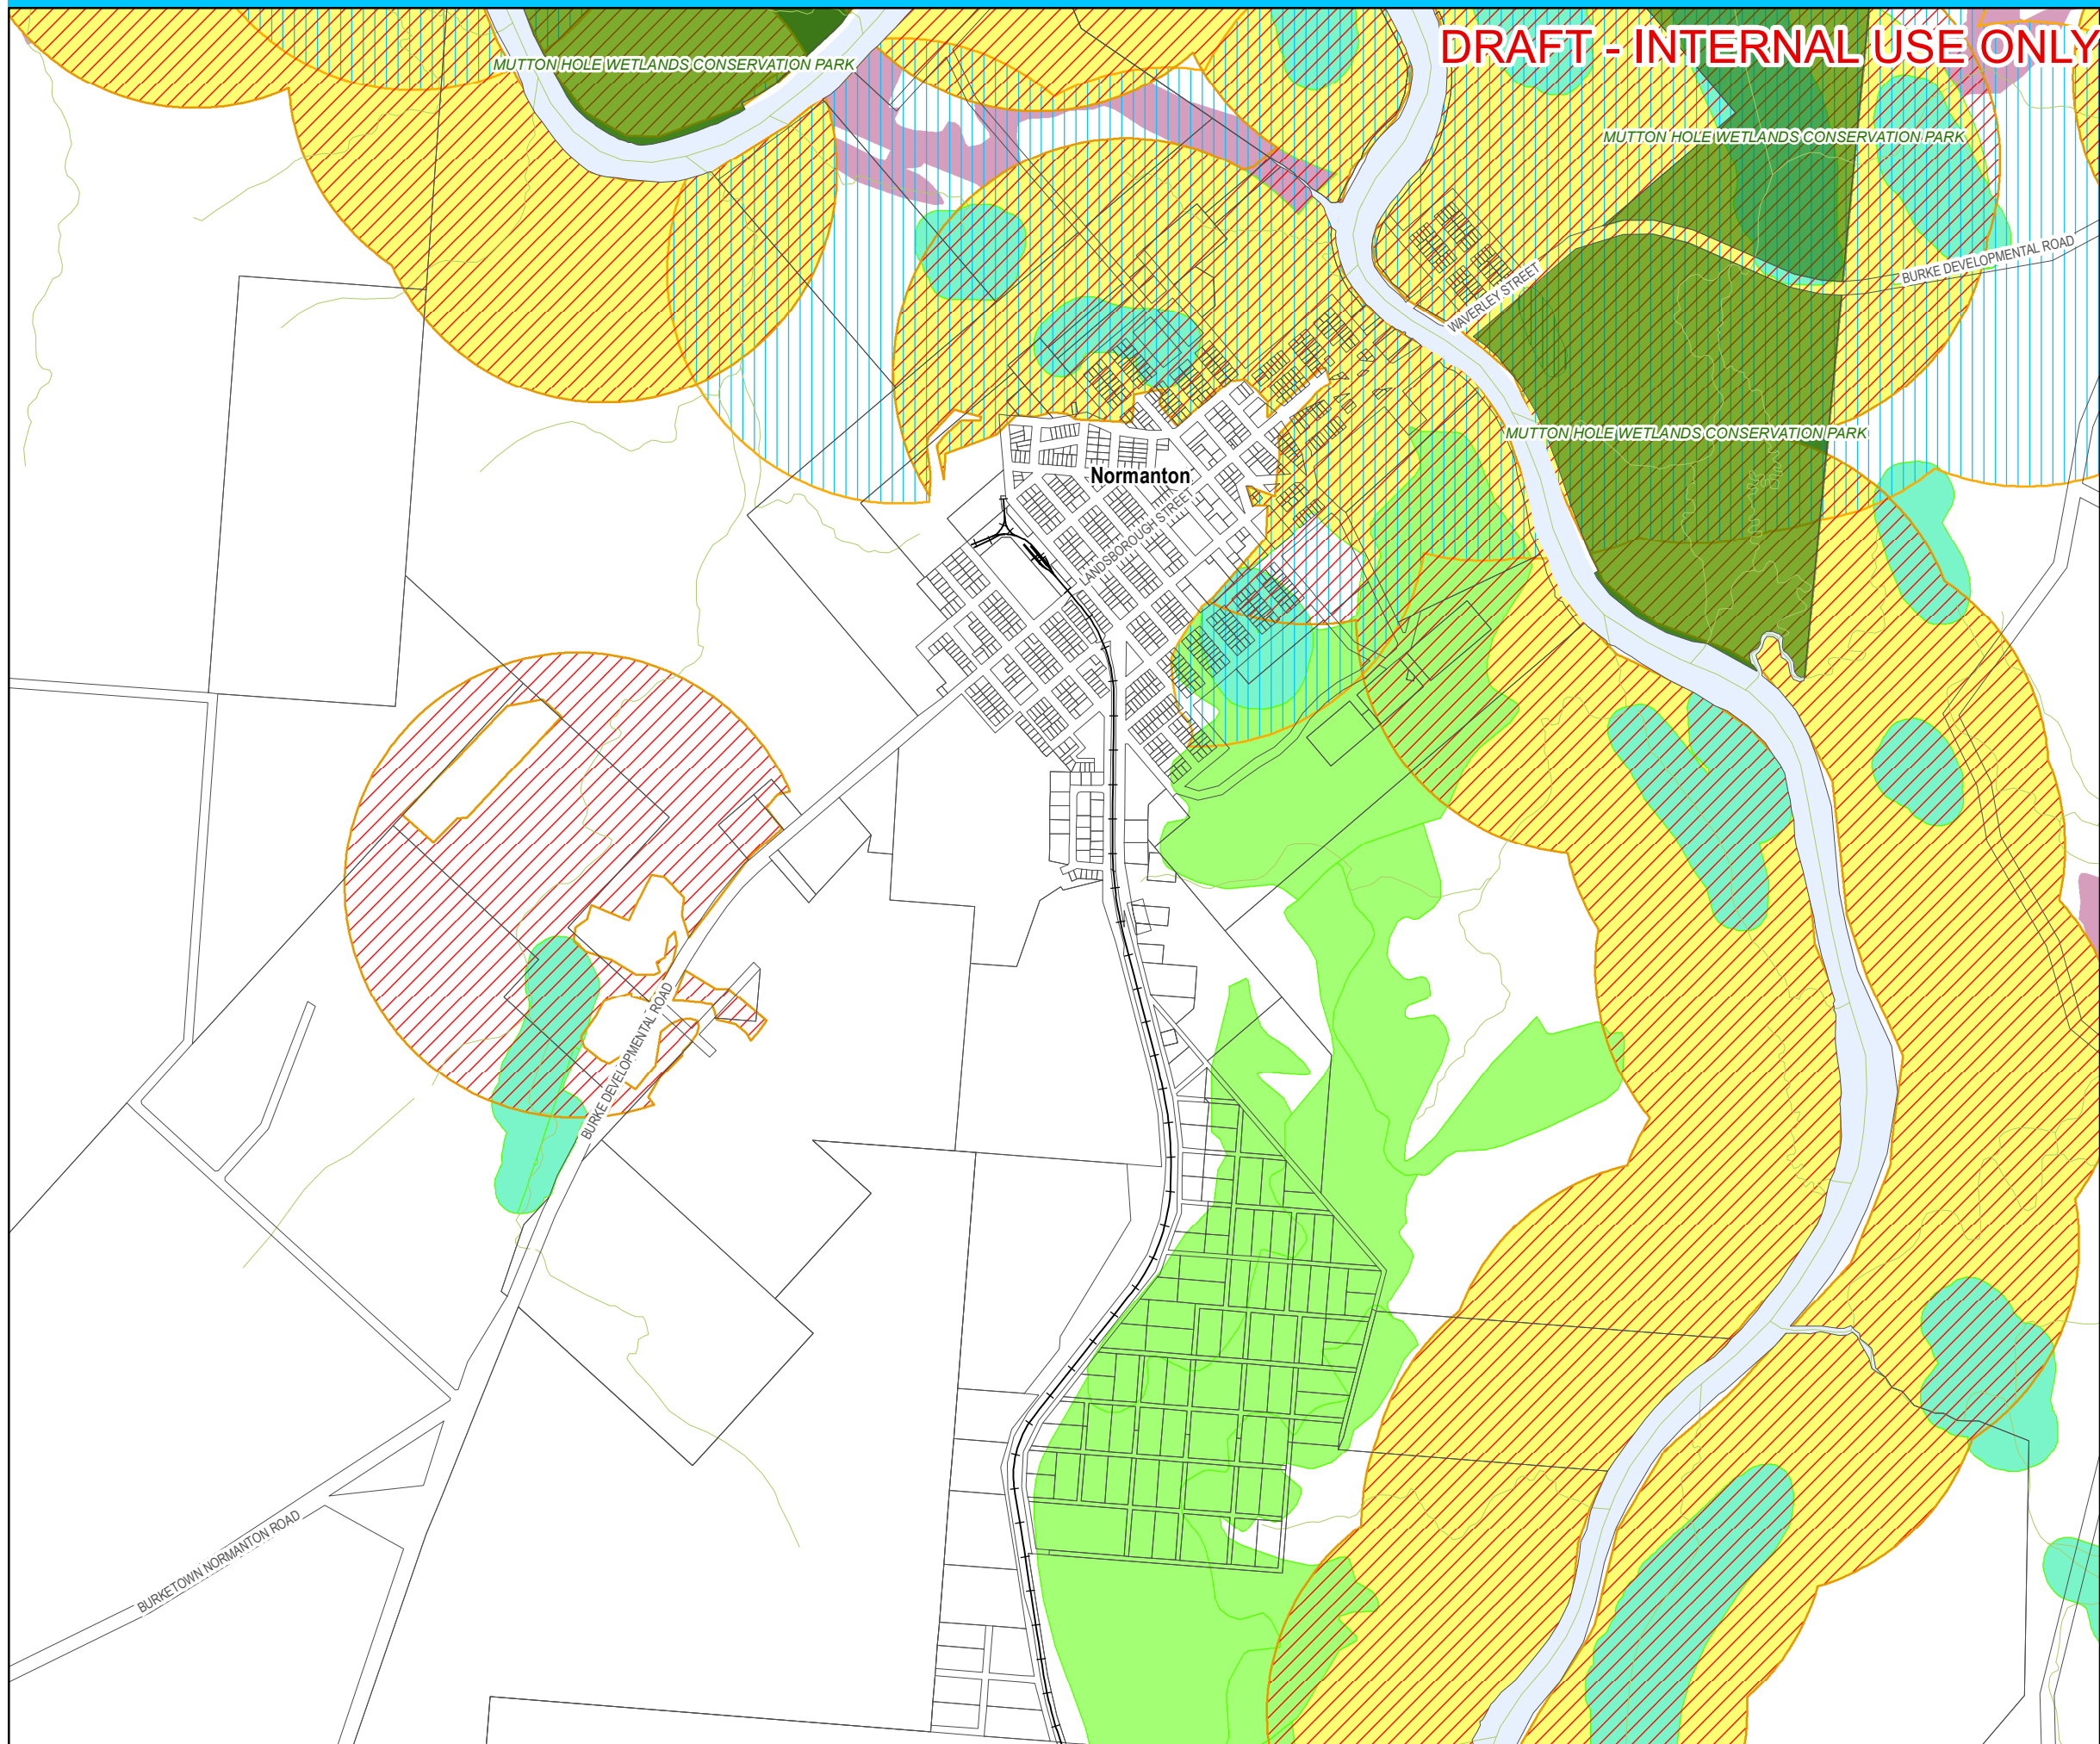 DRAFT - INTERNAL USE ONLY
MUTTON HOLE WETLANDS CONSERVATION PARK
MUTTON HOLE WETLANDS CONSERVATION PARK
BURKE DEVELOPMENTAL ROAD
WAVERLEY STREET
MUTTON HOLE WETLANDS CONSERVATION PARK
Normanton
LANDSBOROUGH STREET
BURKE DEVELOPMENTAL ROAD
BURKETOWN NORMANTON ROAD